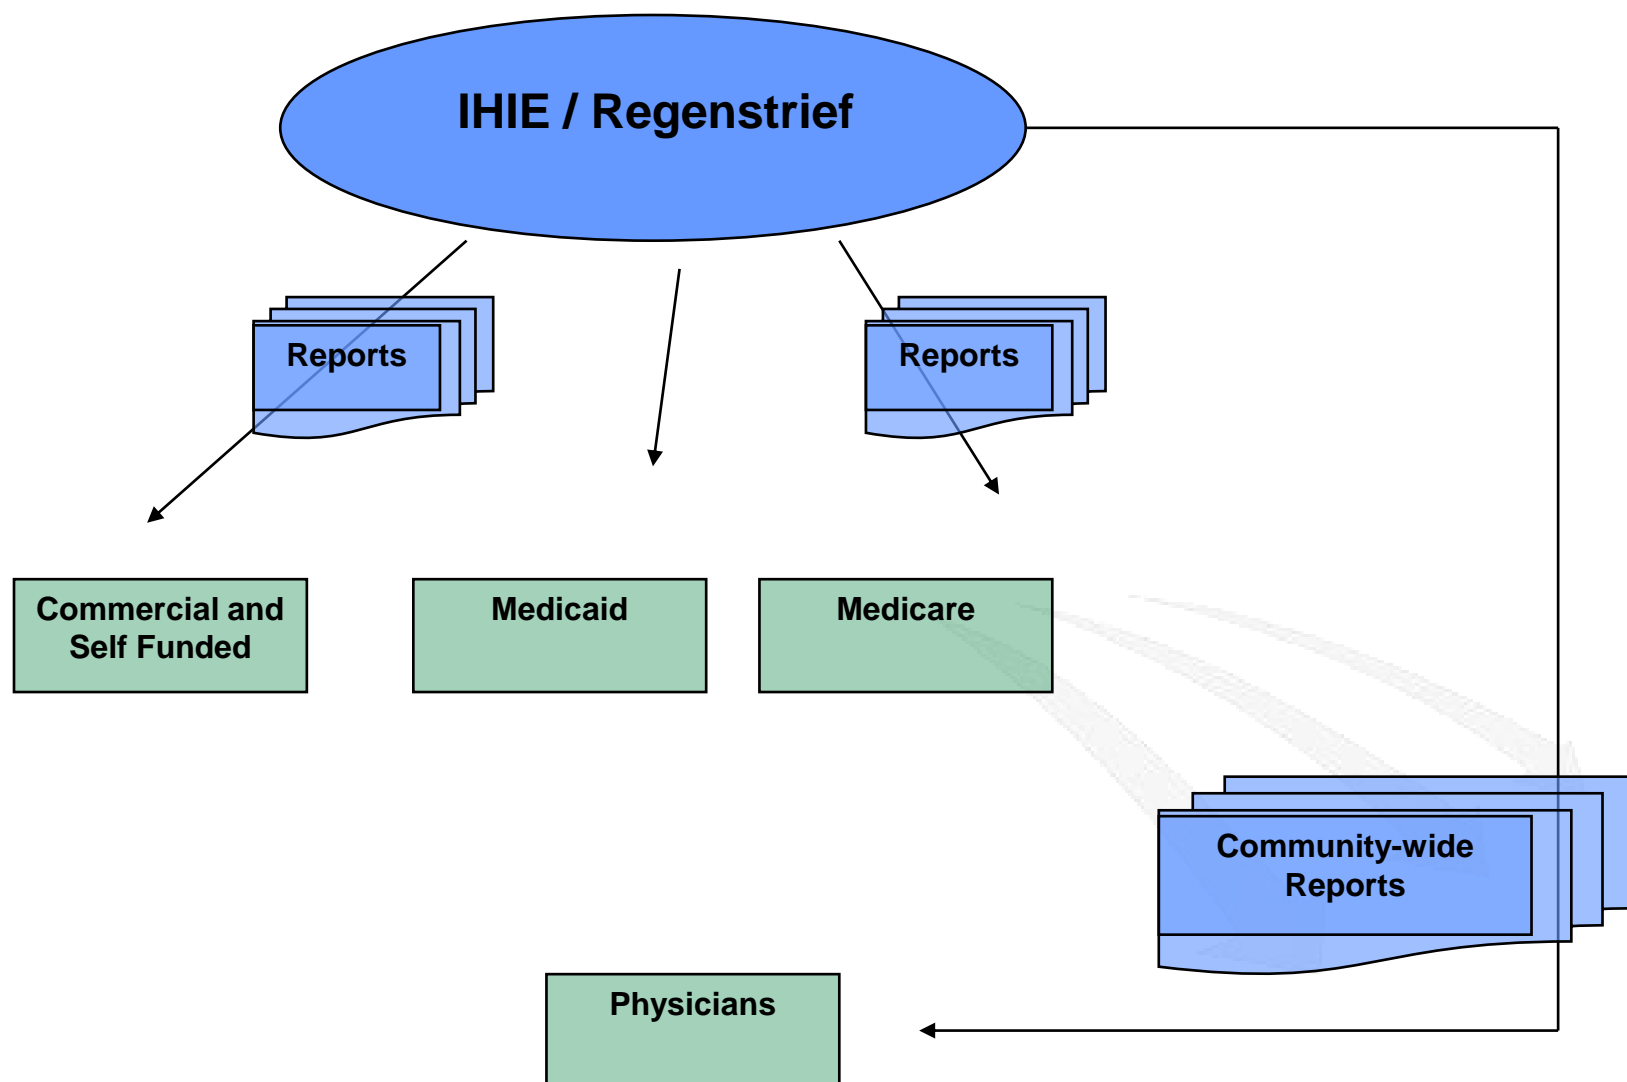 IHIE / Regenstrief
Reports
Reports
Commercial and
Self Funded
Medicaid
Medicare
Community-wide
Reports
Physicians